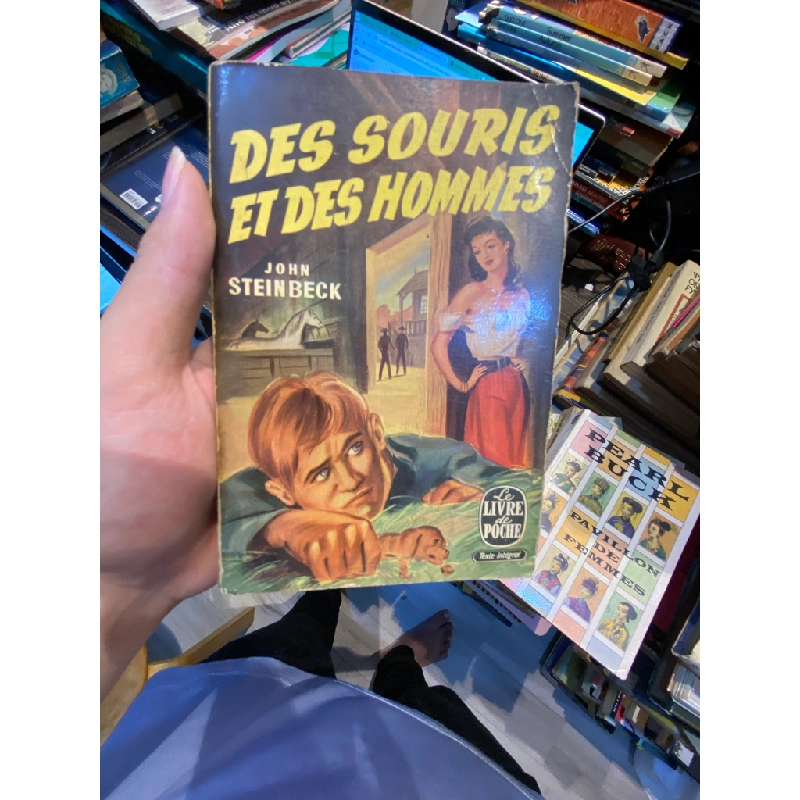 DES SOURIS
ET DES HOMMES
JOHN
STEINBECK
Le
LIVRE
de
POCHE
Texte intégral
PEARL
BUCK
PAVILLON
DE
FEMMES